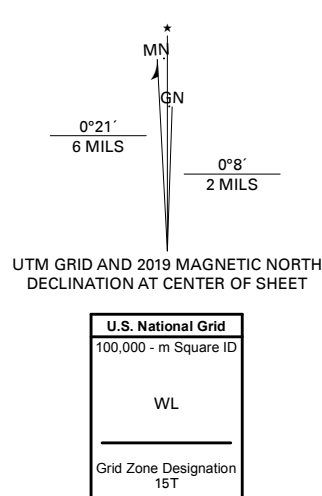 ★
MN
GN
0°21´
6 MILS
0°8´
2 MILS
UTM GRID AND 2019 MAGNETIC NORTH
DECLINATION AT CENTER OF SHEET
U.S. National Grid
100,000 - m Square ID
WL
Grid Zone Designation
15T